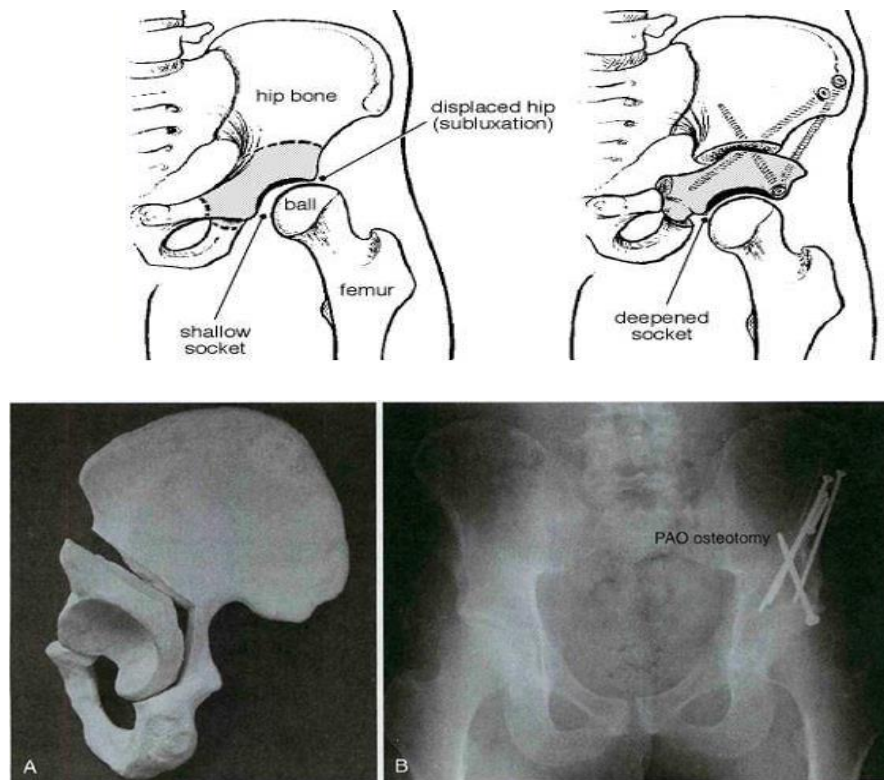 hip bone
displaced hip
(subluxation)
ball
femur
shallow
socket
deepened
socket
PAO osteotomy
A
B